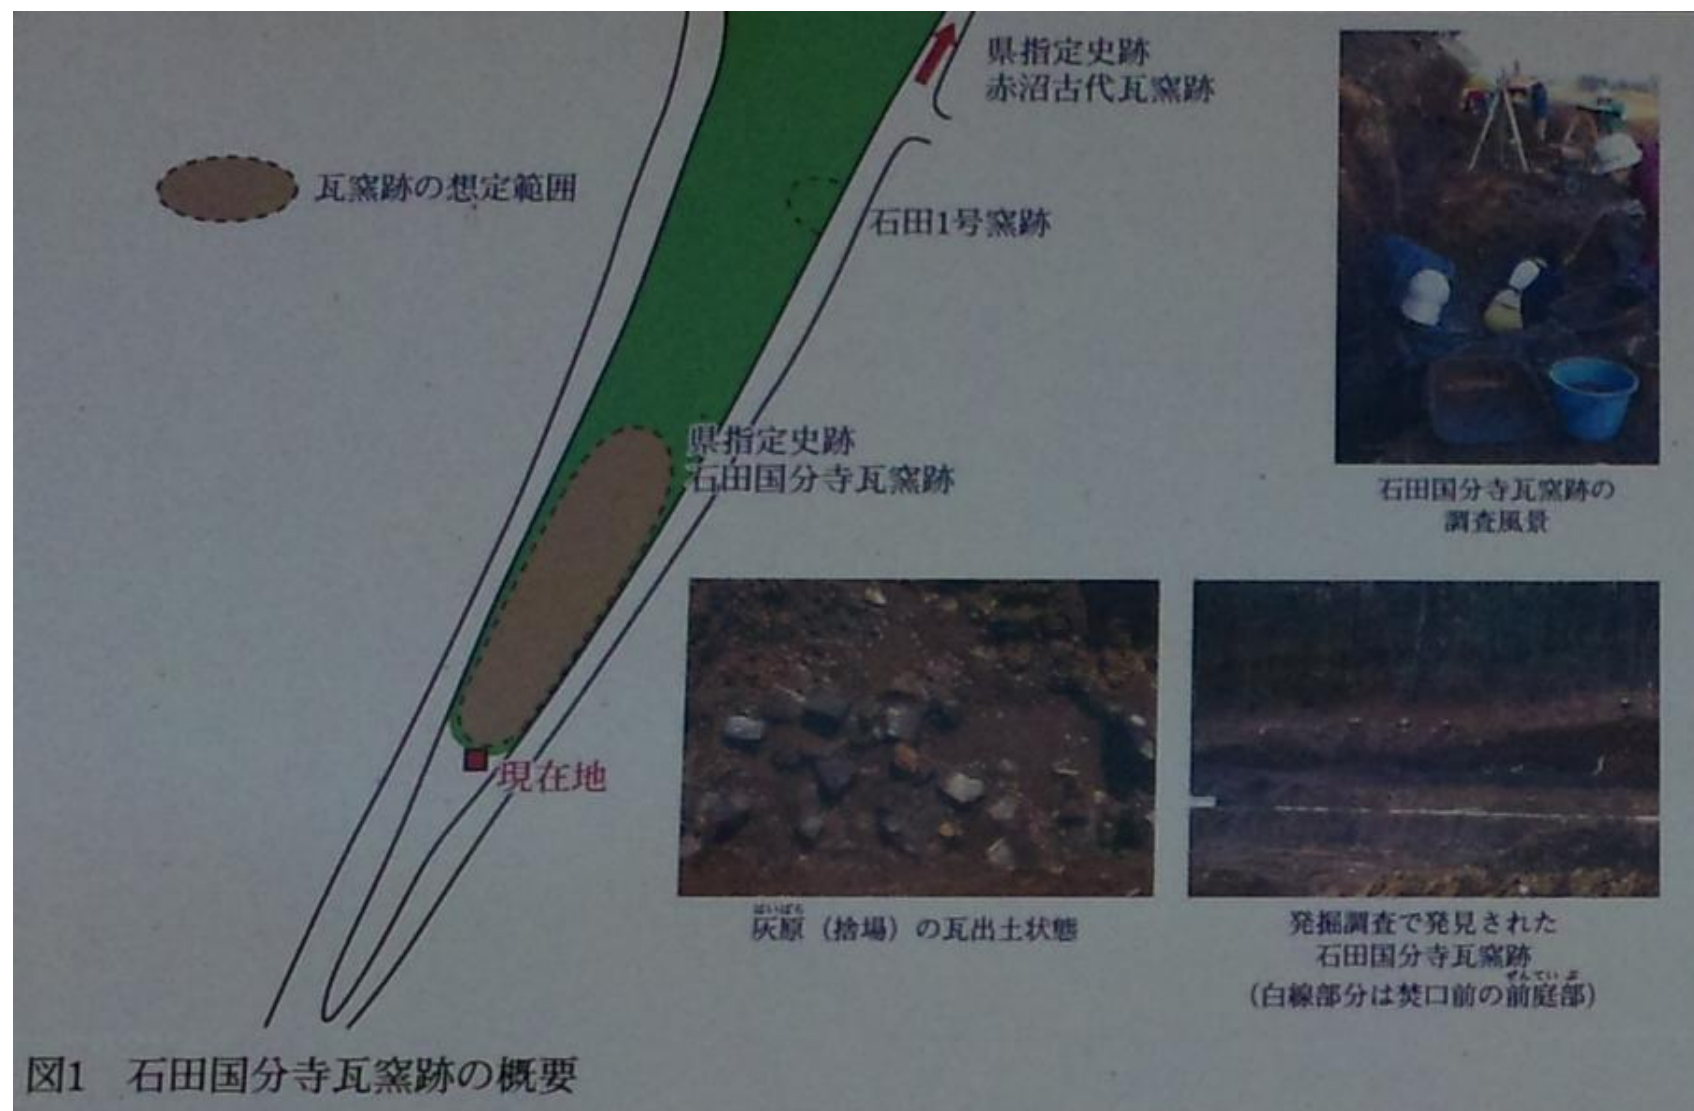 県指定史跡
赤沼古代瓦窯跡
瓦窯跡の想定範囲
石田1号窯跡
県指定史跡
石田国分寺瓦窯跡
現在地
石田国分寺瓦窯跡の
調査風景
はいばら
灰原（捨場）の瓦出土状態
発掘調査で発見された
石田国分寺瓦窯跡
ぜんてい ぶ
（白線部分は焚口前の前庭部）
図1　石田国分寺瓦窯跡の概要